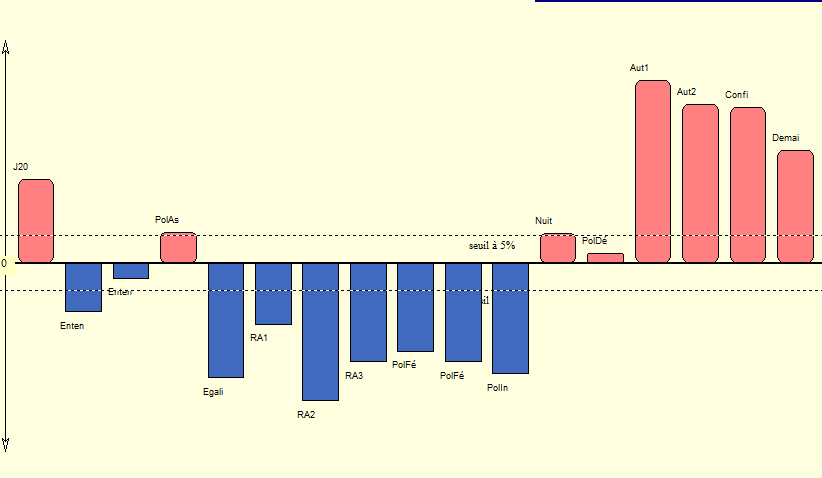 Aut1
Aut2
Confi
Demai
J20
PolAs
Nuit
PolDé
seuil à 5%
0
Enten
Enten
RA1
Egali
RA2
RA3
PolFé
PolFé
PolIn